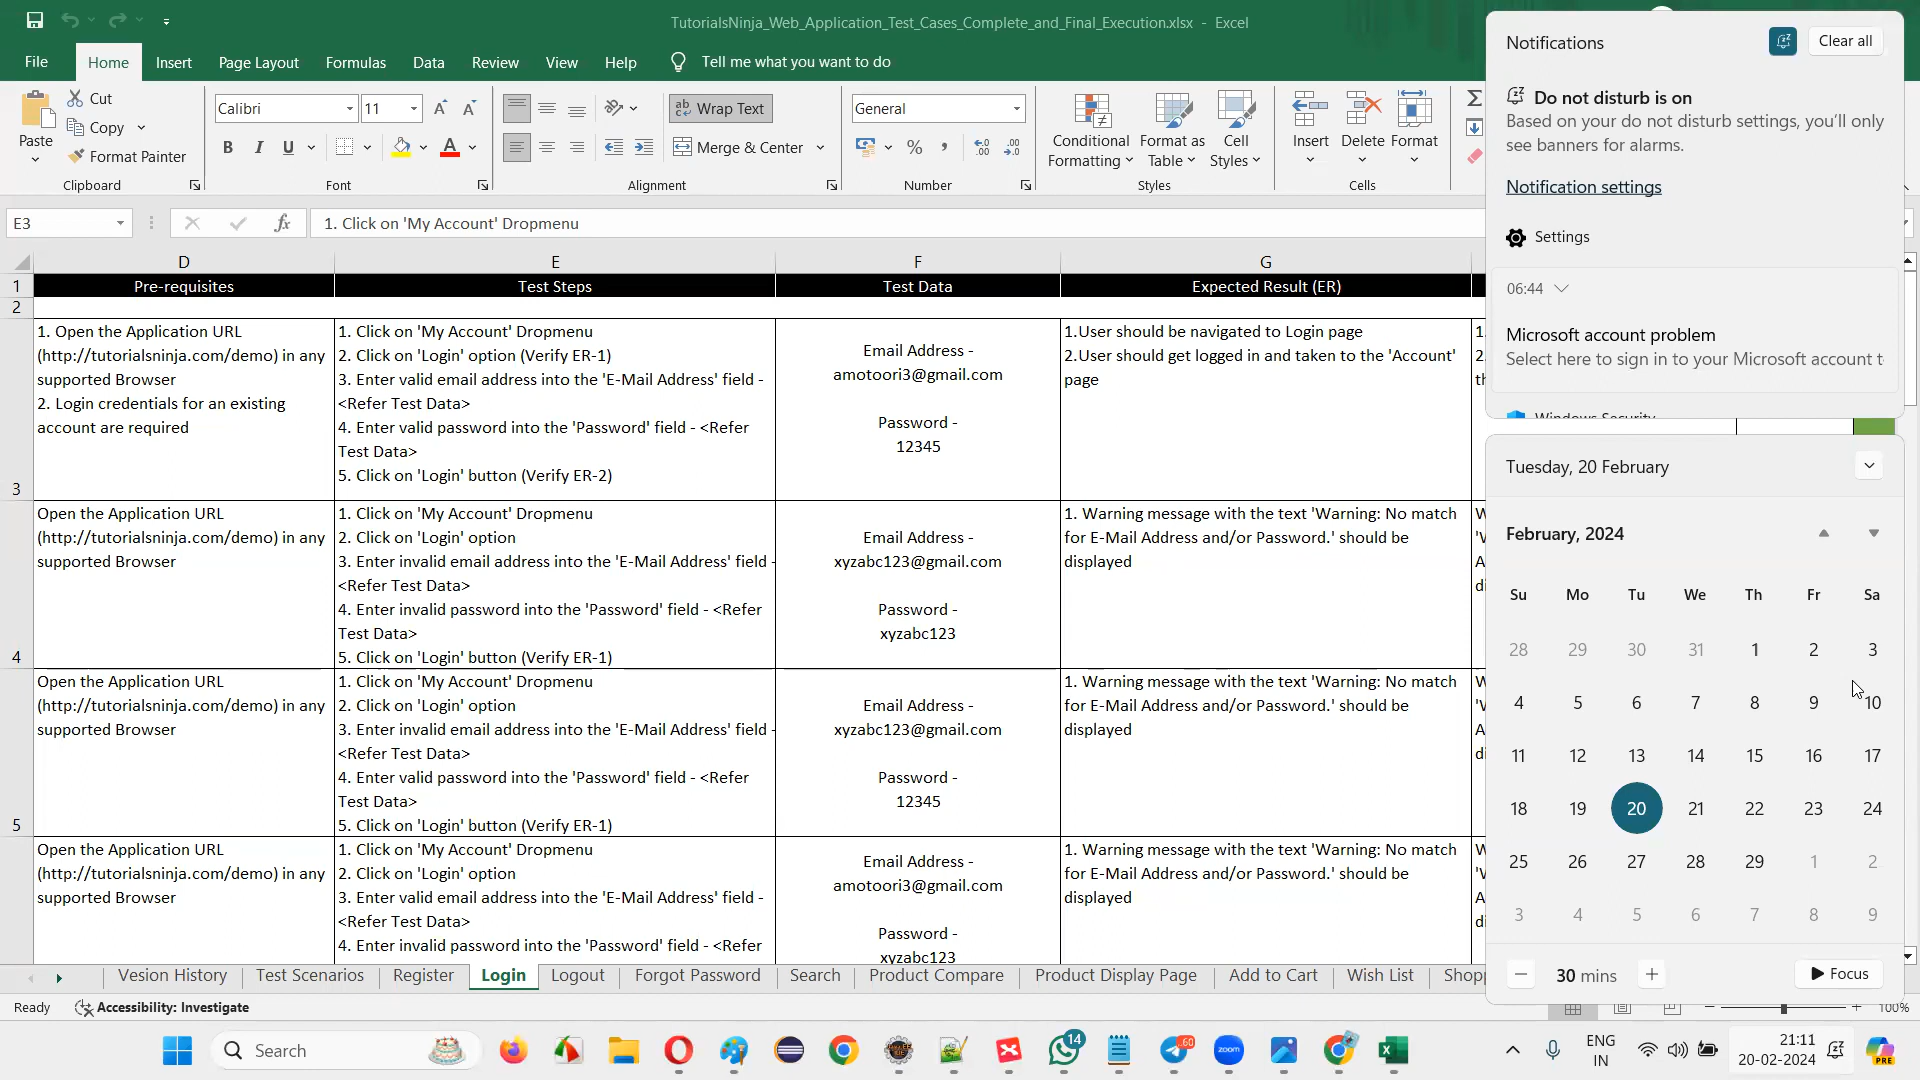 TutorialsNinja_Web_Application_Test_Cases_Complete_and_Final_Execution.xlsx - Excel
File
Home
Insert
Page Layout
Formulas
Data
Review
View
Help
Tell me what you want to do
Paste
Cut
Copy
Format Painter
Clipboard
Calibri
11
B I U
Font
Wrap Text
Merge & Center
Alignment
General
Number
Conditional Formatting
Format as Table
Cell Styles
Styles
Insert
Delete
Format
Cells
E3
fx
1. Click on 'My Account' Dropmenu
D
E
F
G
1
Pre-requisites
Test Steps
Test Data
Expected Result (ER)
2
3
1. Open the Application URL
(http://tutorialsninja.com/demo) in any
supported Browser
2. Login credentials for an existing
account are required
1. Click on 'My Account' Dropmenu
2. Click on 'Login' option (Verify ER-1)
3. Enter valid email address into the 'E-Mail Address' field -
<Refer Test Data>
4. Enter valid password into the 'Password' field - <Refer
Test Data>
5. Click on 'Login' button (Verify ER-2)
Email Address -
amotoori3@gmail.com
Password -
12345
1.User should be navigated to Login page
2.User should get logged in and taken to the 'Account'
page
4
Open the Application URL
(http://tutorialsninja.com/demo) in any
supported Browser
1. Click on 'My Account' Dropmenu
2. Click on 'Login' option
3. Enter invalid email address into the 'E-Mail Address' field -
<Refer Test Data>
4. Enter invalid password into the 'Password' field - <Refer
Test Data>
5. Click on 'Login' button (Verify ER-1)
Email Address -
xyzabc123@gmail.com
Password -
xyzabc123
1. Warning message with the text 'Warning: No match
for E-Mail Address and/or Password.' should be
displayed
5
Open the Application URL
(http://tutorialsninja.com/demo) in any
supported Browser
1. Click on 'My Account' Dropmenu
2. Click on 'Login' option
3. Enter invalid email address into the 'E-Mail Address' field -
<Refer Test Data>
4. Enter valid password into the 'Password' field - <Refer
Test Data>
5. Click on 'Login' button (Verify ER-1)
Email Address -
xyzabc123@gmail.com
Password -
12345
1. Warning message with the text 'Warning: No match
for E-Mail Address and/or Password.' should be
displayed
Open the Application URL
(http://tutorialsninja.com/demo) in any
supported Browser
1. Click on 'My Account' Dropmenu
2. Click on 'Login' option
3. Enter valid email address into the 'E-Mail Address' field -
<Refer Test Data>
4. Enter invalid password into the 'Password' field - <Refer
Email Address -
amotoori3@gmail.com
Password -
xyzabc123
1. Warning message with the text 'Warning: No match
for E-Mail Address and/or Password.' should be
displayed
Vesion History
Test Scenarios
Register
Login
Logout
Forgot Password
Search
Product Compare
Product Display Page
Add to Cart
Wish List
Shopp
Ready
Accessibility: Investigate
100%
Notifications
Clear all
Do not disturb is on
Based on your do not disturb settings, you'll only
see banners for alarms.
Notification settings
Settings
06:44
Microsoft account problem
Select here to sign in to your Microsoft account t
Windows Security
Tuesday, 20 February
February, 2024
Su Mo Tu We Th Fr Sa
28 29 30 31 1 2 3
4 5 6 7 8 9 10
11 12 13 14 15 16 17
18 19 20 21 22 23 24
25 26 27 28 29 1 2
3 4 5 6 7 8 9
30 mins
Focus
Search
14
60
zoom
ENG
IN
21:11
20-02-2024
PRE